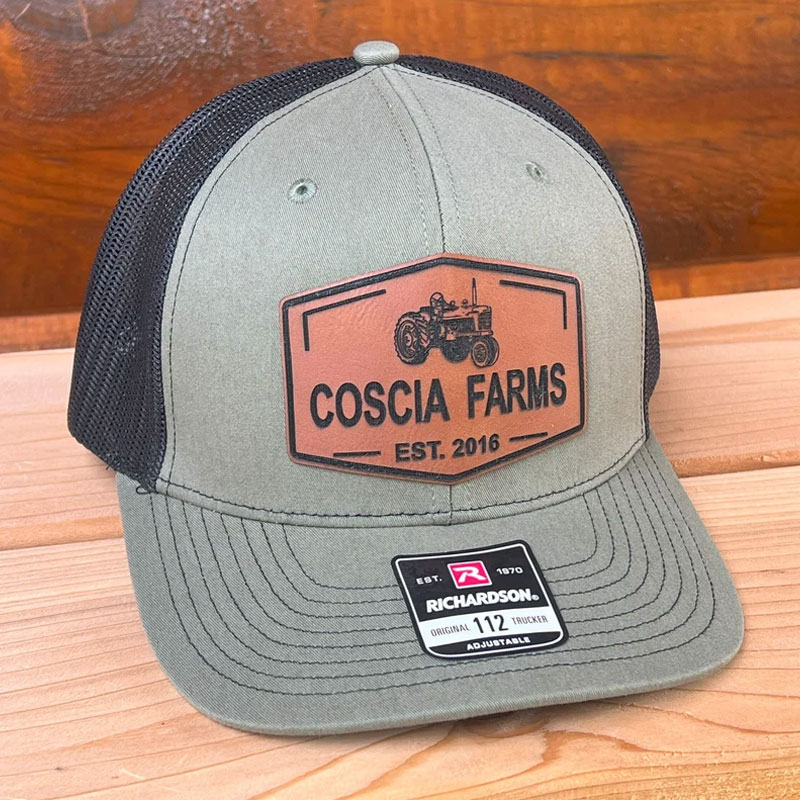 COSCIA FARMS
EST. 2016
EST. R 1970
RICHARDSON®
ORIGINAL 112 TRUCKER
ADJUSTABLE